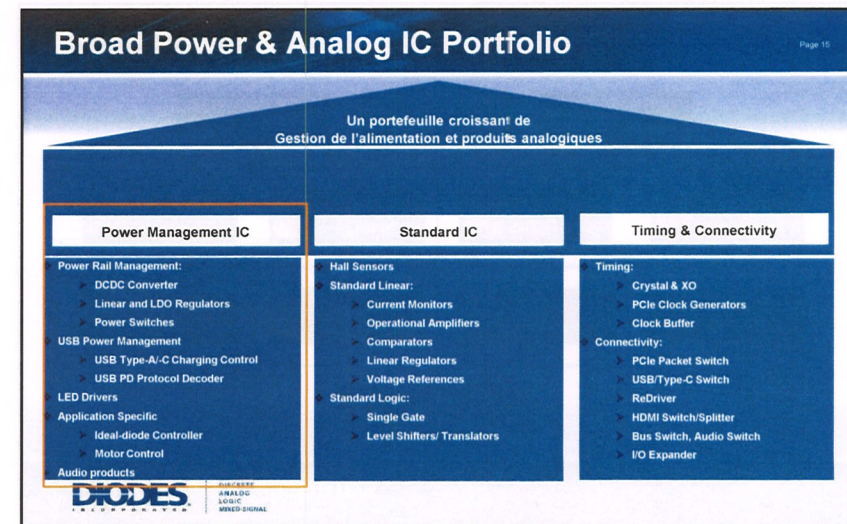 Broad Power & Analog IC Portfolio
Page 15
Un portefeuille croissant de
Gestion de l'alimentation et produits analogiques
Power Management IC
Power Rail Management:
DCDC Converter
Linear and LDO Regulators
Power Switches
USB Power Management
USB Type-A/-C Charging Control
USB PD Protocol Decoder
LED Drivers
Application Specific
Ideal-diode Controller
Motor Control
Audio products
Standard IC
Hall Sensors
Standard Linear:
Current Monitors
Operational Amplifiers
Comparators
Linear Regulators
Voltage References
Standard Logic:
Single Gate
Level Shifters/ Translators
Timing & Connectivity
Timing:
Crystal & XO
PCIe Clock Generators
Clock Buffer
Connectivity:
PCIe Packet Switch
USB/Type-C Switch
ReDriver
HDMI Switch/Splitter
Bus Switch, Audio Switch
I/O Expander
DIODES
INCORPORATED
DISCRETE
ANALOG
LOGIC
MIXED-SIGNAL